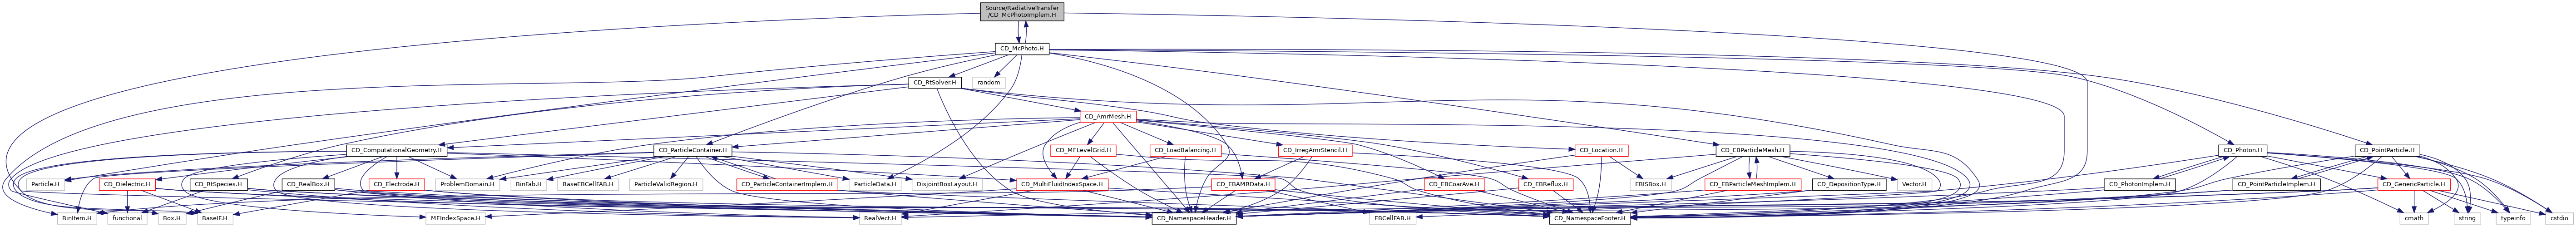 Source/RadiativeTransfer
/CD_McPhotoImplem.H
CD_McPhoto.H
CD_RtSolver.H
random
CD_AmrMesh.H
CD_ComputationalGeometry.H
CD_ParticleContainer.H
CD_MFLevelGrid.H
CD_LoadBalancing.H
CD_IrregAmrStencil.H
CD_Location.H
CD_EBParticleMesh.H
CD_Photon.H
CD_PointParticle.H
Particle.H
CD_Dielectric.H
CD_RtSpecies.H
CD_RealBox.H
CD_Electrode.H
ProblemDomain.H
BinFab.H
BaseEBCellFAB.H
ParticleValidRegion.H
CD_ParticleContainerImplem.H
ParticleData.H
DisjointBoxLayout.H
CD_MultiFluidIndexSpace.H
CD_EBAMRData.H
CD_EBCoarAve.H
CD_EBReflux.H
EBISBox.H
CD_EBParticleMeshImplem.H
CD_DepositionType.H
Vector.H
CD_PhotonImplem.H
CD_PointParticleImplem.H
CD_GenericParticle.H
BinItem.H
functional
Box.H
BaseIF.H
MFIndexSpace.H
RealVect.H
CD_NamespaceHeader.H
EBCellFAB.H
CD_NamespaceFooter.H
cmath
string
typeinfo
cstdio